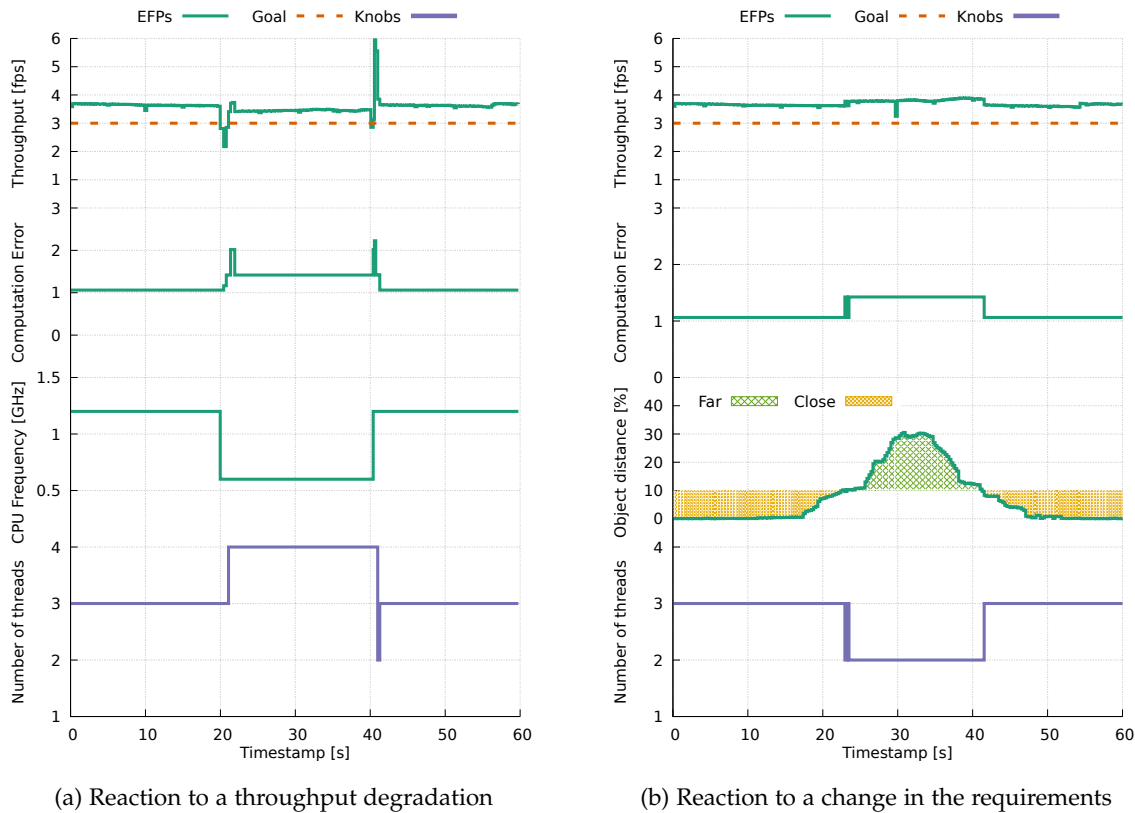 EFPs Goal Knobs
Throughput [fps]
6
5
4
3
2
1
Computation Error
3
2
1
0
CPU Frequency [GHz]
1.5
1
0.5
Number of threads
4
3
2
1
0 10 20 30 40 50 60
Timestamp [s]
(a) Reaction to a throughput degradation
EFPs Goal Knobs
Throughput [fps]
6
5
4
3
2
1
Computation Error
3
2
1
0
Far Close
Object distance [%]
40
30
20
10
0
Number of threads
4
3
2
1
0 10 20 30 40 50 60
Timestamp [s]
(b) Reaction to a change in the requirements